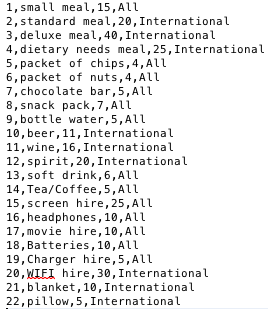 1,small meal,15,All
2,standard meal,20,International
3,deluxe meal,40,International
4,dietary needs meal,25,International
5,packet of chips,4,All
6,packet of nuts,4,All
7,chocolate bar,5,All
8,snack pack,7,All
9,bottle water,5,All
10,beer,11,International
11,wine,16,International
12,spirit,20,International
13,soft drink,6,All
14,Tea/Coffee,5,All
15,screen hire,25,All
16,headphones,10,All
17,movie hire,10,All
18,Batteries,10,All
19,Charger hire,5,All
20,WIFI hire,30,International
21,blanket,10,International
22,pillow,5,International